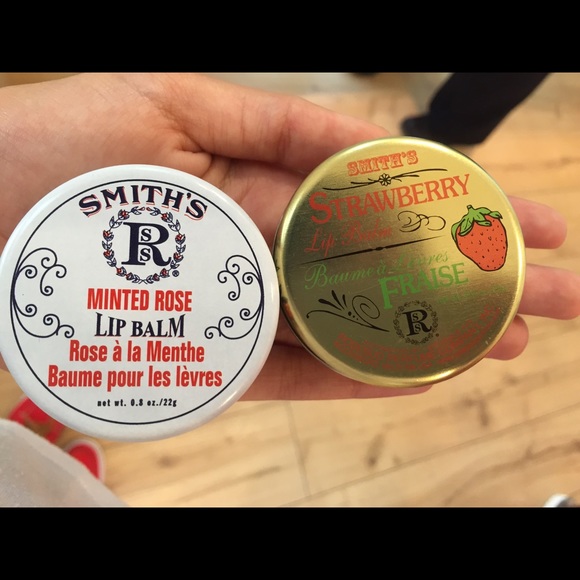 SMITH'S
R
SS
S
MINTED ROSE
LIP BALM
Rose à la Menthe
Baume pour les lèvres
net wt. 0.8 oz./22g
SMITH'S
STRAWBERRY
Lip Balm
Baume à Lèvres
FRAISE
R